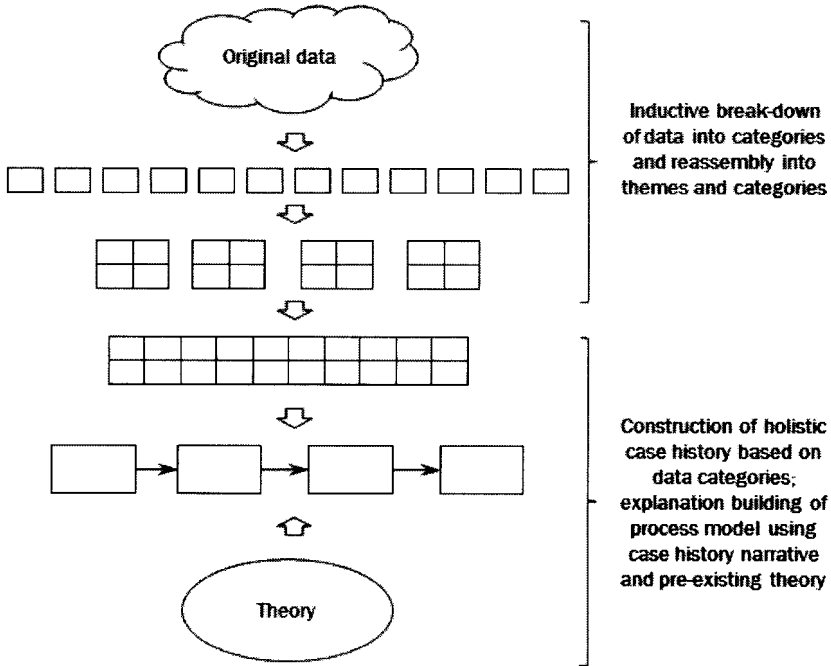 Original data
Inductive break-down
of data into categories
and reassembly into
themes and categories
Construction of holistic
case history based on
data categories;
explanation building of
process model using
case history narrative
and pre-existing theory
Theory